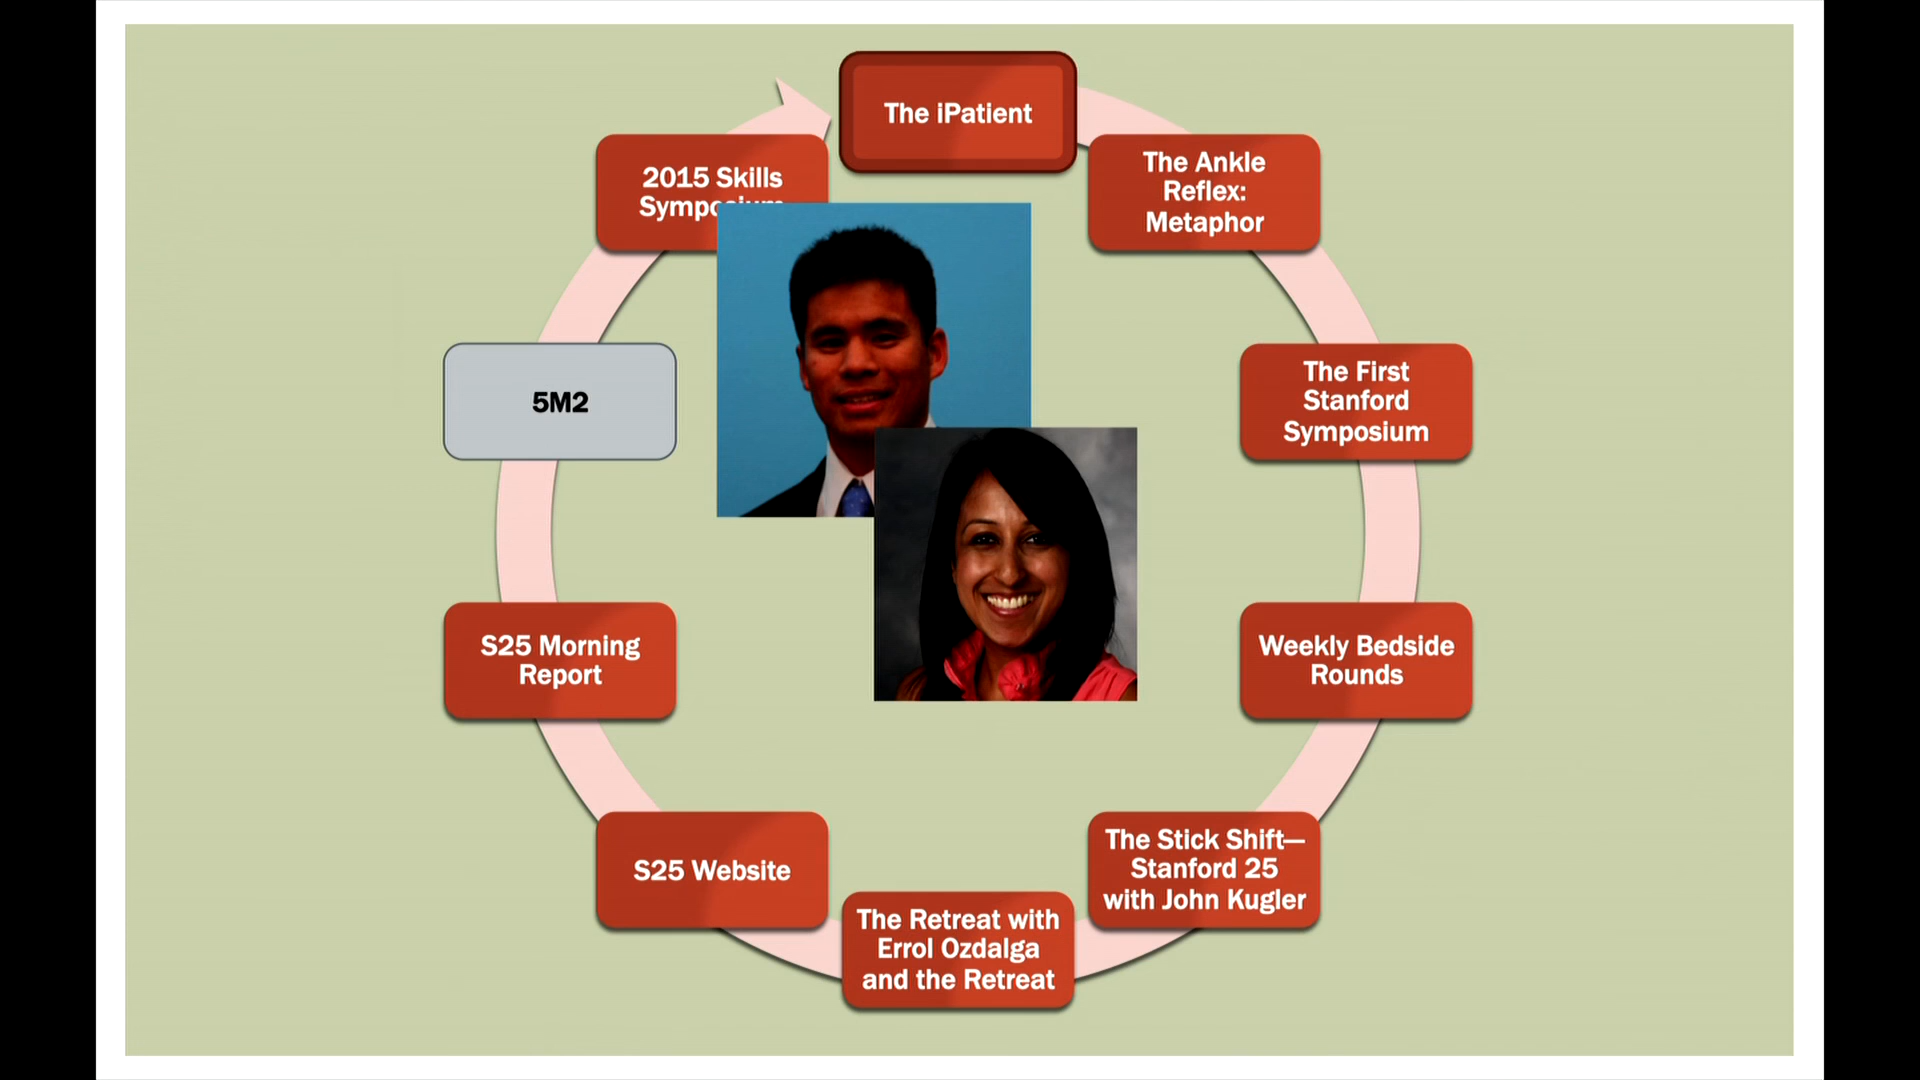 The iPatient
The Ankle
Reflex:
Metaphor
The First
Stanford
Symposium
Weekly Bedside
Rounds
The Stick Shift—
Stanford 25
with John Kugler
The Retreat with
Errol Ozdalga
and the Retreat
S25 Website
S25 Morning
Report
5M2
2015 Skills
Symposium